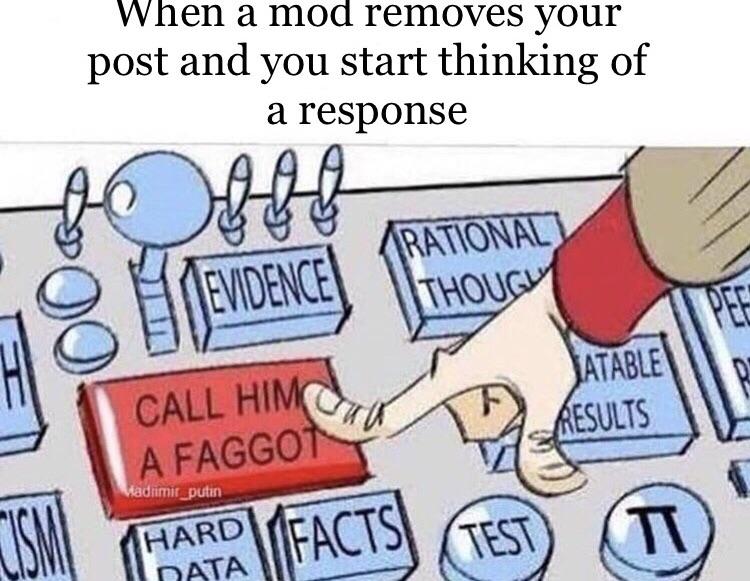 When a mod removes your
post and you start thinking of
a response
EVIDENCE
RATIONAL
CALL HIM
A FAGGOT
Vladiimir_putin
RESULTS
HARD
DATA
FACTS
TEST
π